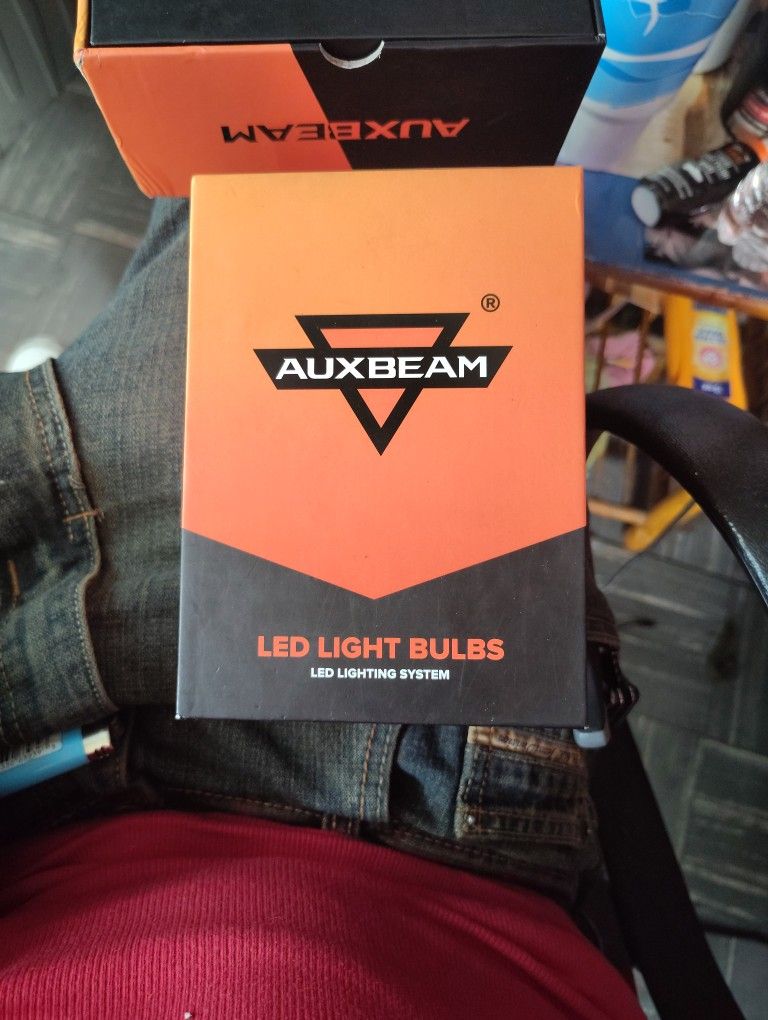 AUXBEAM
®
AUXBEAM
LED LIGHT BULBS
LED LIGHTING SYSTEM